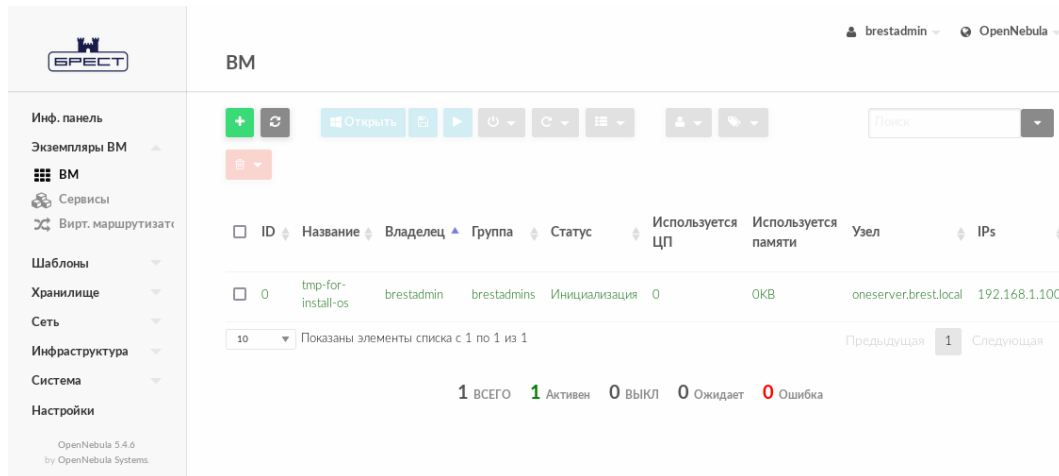 brestadmin OpenNebula
БРЕСТ
ВМ
Инф. панель
Экземпляры ВМ
ВМ
Сервисы
Вирт. маршрутизато
Шаблоны
Хранилище
Сеть
Инфраструктура
Система
Настройки
OpenNebula 5.4.6
by OpenNebula Systems.
Открыть
Поиск
ID Название Владелец Группа Статус Используется ЦП Используется памяти Узел IPs
0 tmp-for-install-os brestadmin brestadmins Инициализация 0 0KB oneserver.brest.local 192.168.1.100
10 Показаны элементы списка с 1 по 1 из 1
Предыдущая 1 Следующая
1 ВСЕГО 1 Активен 0 ВЫКЛ 0 Ожидает 0 Ошибка